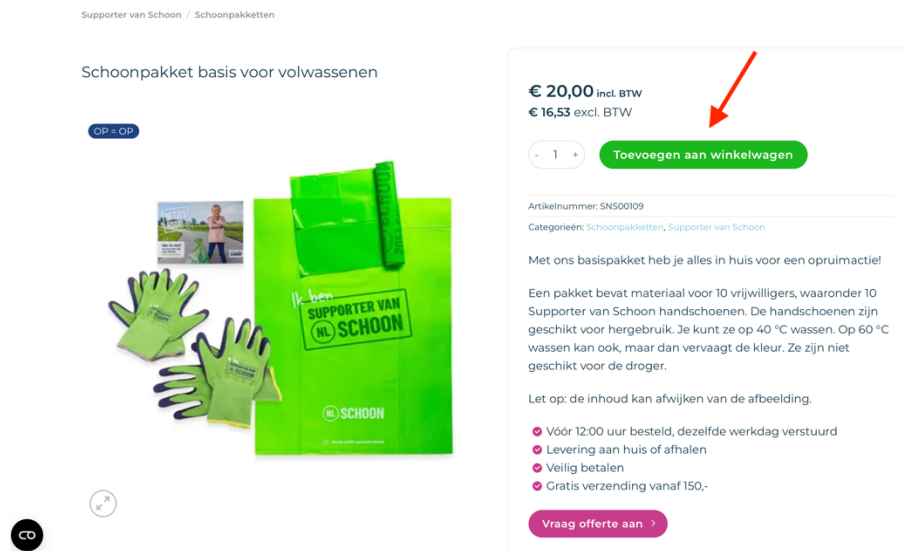 Supporter van Schoon / Schoonpakketten
Schoonpakket basis voor volwassenen
OP = OP
Ik ben
SUPPORTER VAN
NL SCHOON
NL SCHOON
€ 20,00 incl. BTW
€ 16,53 excl. BTW
- 1 +
Toevoegen aan winkelwagen
Artikelnummer: SNS00109
Categorieën: Schoonpakketten, Supporter van Schoon
Met ons basispakket heb je alles in huis voor een opruimactie!
Een pakket bevat materiaal voor 10 vrijwilligers, waaronder 10
Supporter van Schoon handschoenen. De handschoenen zijn
geschikt voor hergebruik. Je kunt ze op 40 °C wassen. Op 60 °C
wassen kan ook, maar dan vervaagt de kleur. Ze zijn niet
geschikt voor de droger.
Let op: de inhoud kan afwijken van de afbeelding.
Vóór 12:00 uur besteld, dezelfde werkdag verstuurd
Levering aan huis of afhalen
Veilig betalen
Gratis verzending vanaf 150,-
Vraag offerte aan